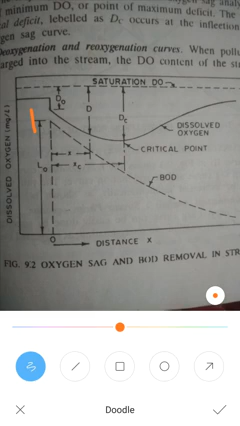 minimum DO, or point of maximum deficit. The
al deficit, labelled as Dc occurs at the inflection
gen sag curve.
Deoxygenation and reoxygenation curves. When pollu
arged into the stream, the DO content of the stre
SATURATION DO
Do
D
Dc
DISSOLVED OXYGEN (mg/L)
DISSOLVED
OXYGEN
CRITICAL POINT
x
xc
Lo
BOD
O
DISTANCE X
FIG. 9.2 OXYGEN SAG AND BOD REMOVAL IN STR
Doodle